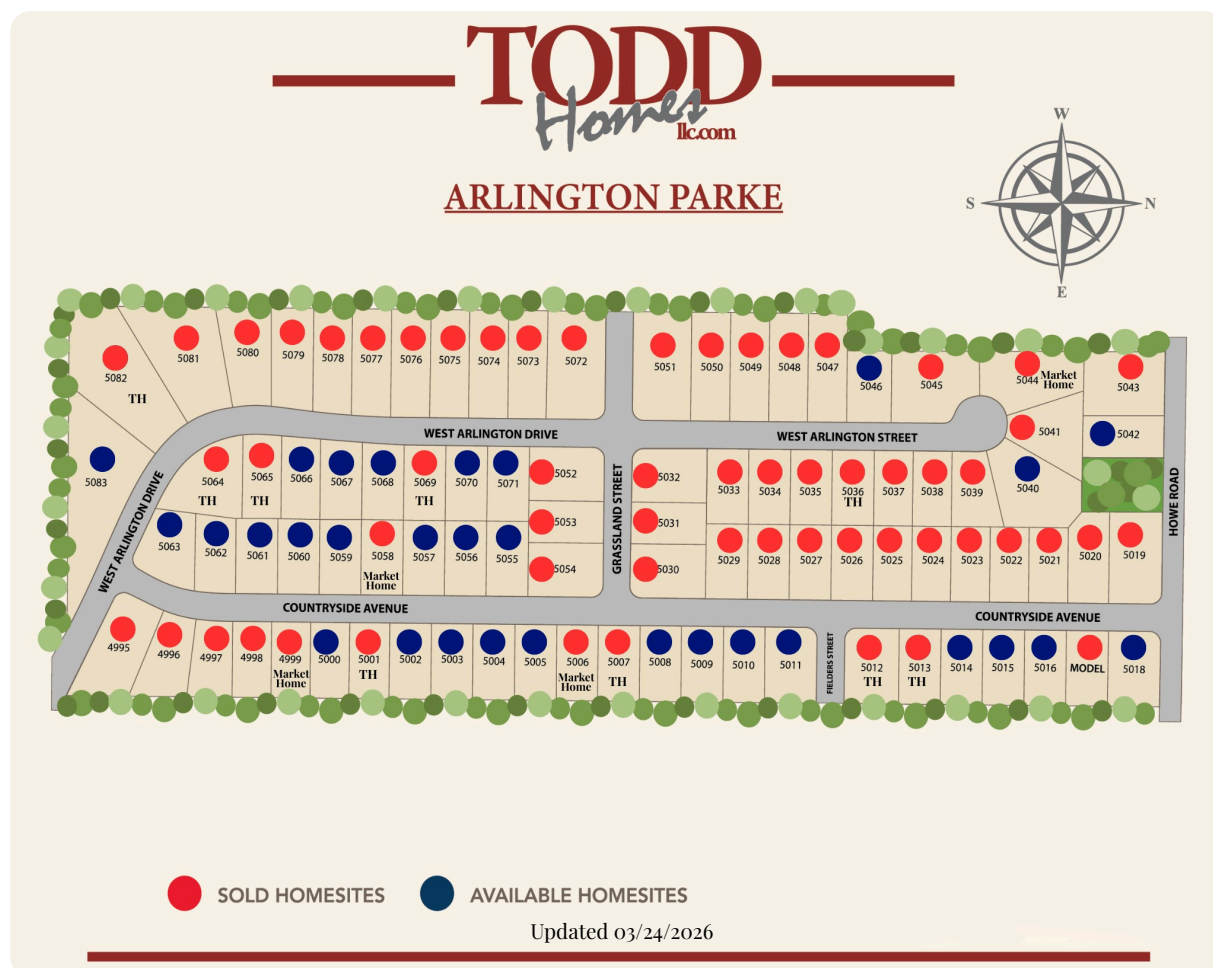 TODD
Homes
llc.com
ARLINGTON PARKE
W
S
N
E
5082
TH
5081
5080
5079
5078
5077
5076
5075
5074
5073
5072
5051
5050
5049
5048
5047
5046
5045
5044
Market
Home
5043
5041
5042
5040
WEST ARLINGTON DRIVE
WEST ARLINGTON STREET
5083
5064
TH
5065
TH
5066
5067
5068
5069
TH
5070
5071
5052
5053
5054
GRASSLAND STREET
5032
5031
5030
5033
5034
5035
5036
TH
5037
5038
5039
HOWE ROAD
WEST ARLINGTON DRIVE
5063
5062
5061
5060
5059
5058
Market
Home
5057
5056
5055
5029
5028
5027
5026
5025
5024
5023
5022
5021
5020
5019
COUNTRYSIDE AVENUE
COUNTRYSIDE AVENUE
4995
4996
4997
4998
4999
Market
Home
5000
5001
TH
5002
5003
5004
5005
5006
Market
Home
5007
TH
5008
5009
5010
5011
FIELDERS STREET
5012
TH
5013
TH
5014
5015
5016
MODEL
5018
SOLD HOMESITES
AVAILABLE HOMESITES
Updated 03/24/2026